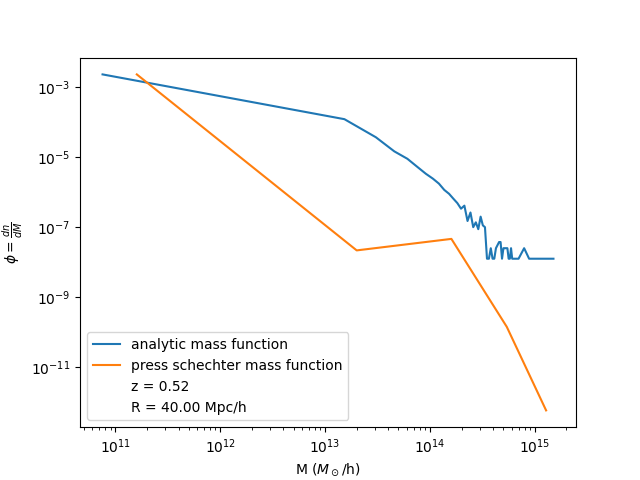 10⁻³
10⁻⁵
10⁻⁷
10⁻⁹
10⁻¹¹
ϕ = dn/dM
analytic mass function
press schechter mass function
z = 0.52
R = 40.00 Mpc/h
10¹¹ 10¹² 10¹³ 10¹⁴ 10¹⁵
M (M⊙/h)